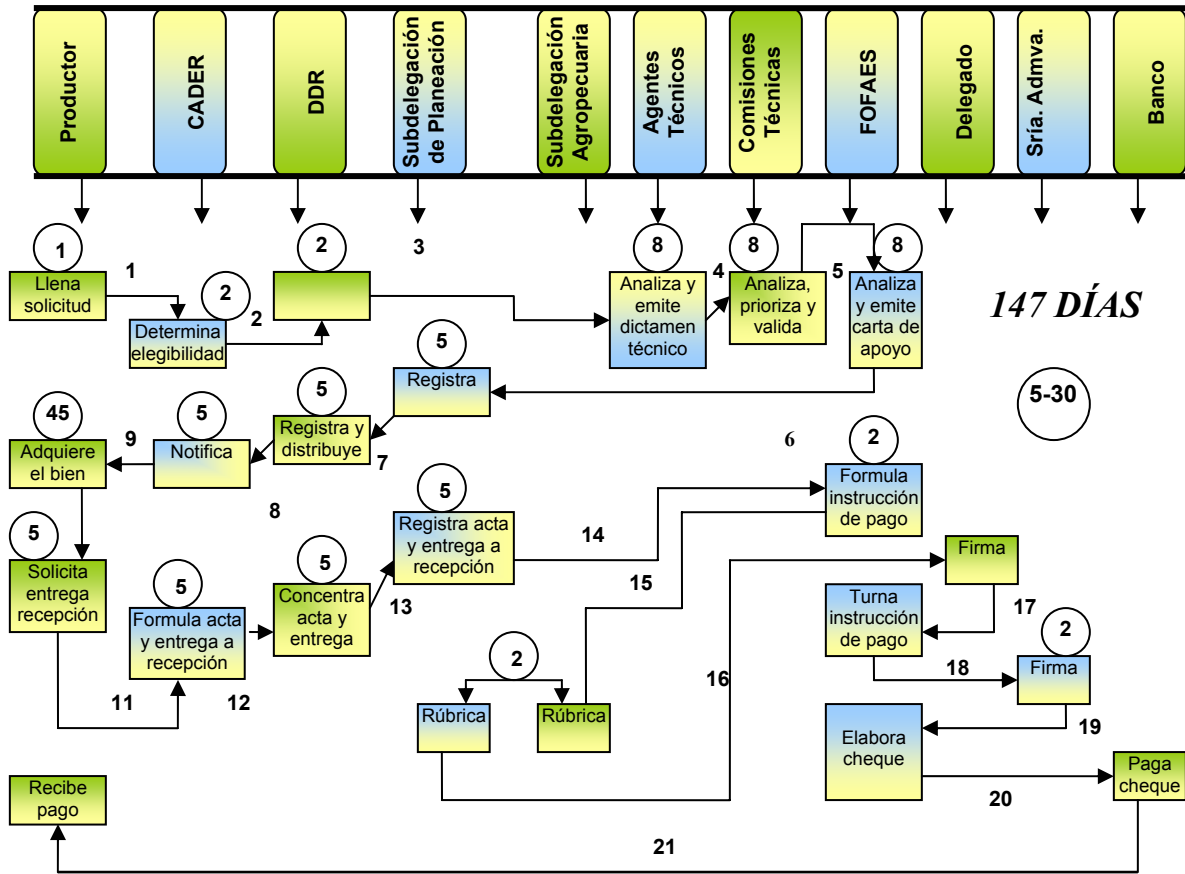 Productor
CADER
DDR
Subdelegación
de Planeación
Subdelegación
Agropecuaria
Agentes
Técnicos
Comisiones
Técnicas
FOFAES
Delegado
Sría. Admva.
Banco
1
Llena
solicitud
1
2
Determina
elegibilidad
2
2
3
8
Analiza y
emite
dictamen
técnico
4
8
Analiza,
prioriza y
valida
5
8
Analiza
y emite
carta de
apoyo
147 DÍAS
5-30
5
Registra
5
Registra y
distribuye
7
5
Notifica
8
45
Adquiere
el bien
9
6
2
Formula
instrucción
de pago
5
Solicita
entrega
recepción
11
5
Formula acta
y entrega a
recepción
12
5
Concentra
acta y
entrega
13
5
Registra acta
y entrega a
recepción
14
15
2
Rúbrica
Rúbrica
16
Firma
17
Turna
instrucción
de pago
18
2
Firma
19
Elabora
cheque
20
Paga
cheque
21
Recibe
pago